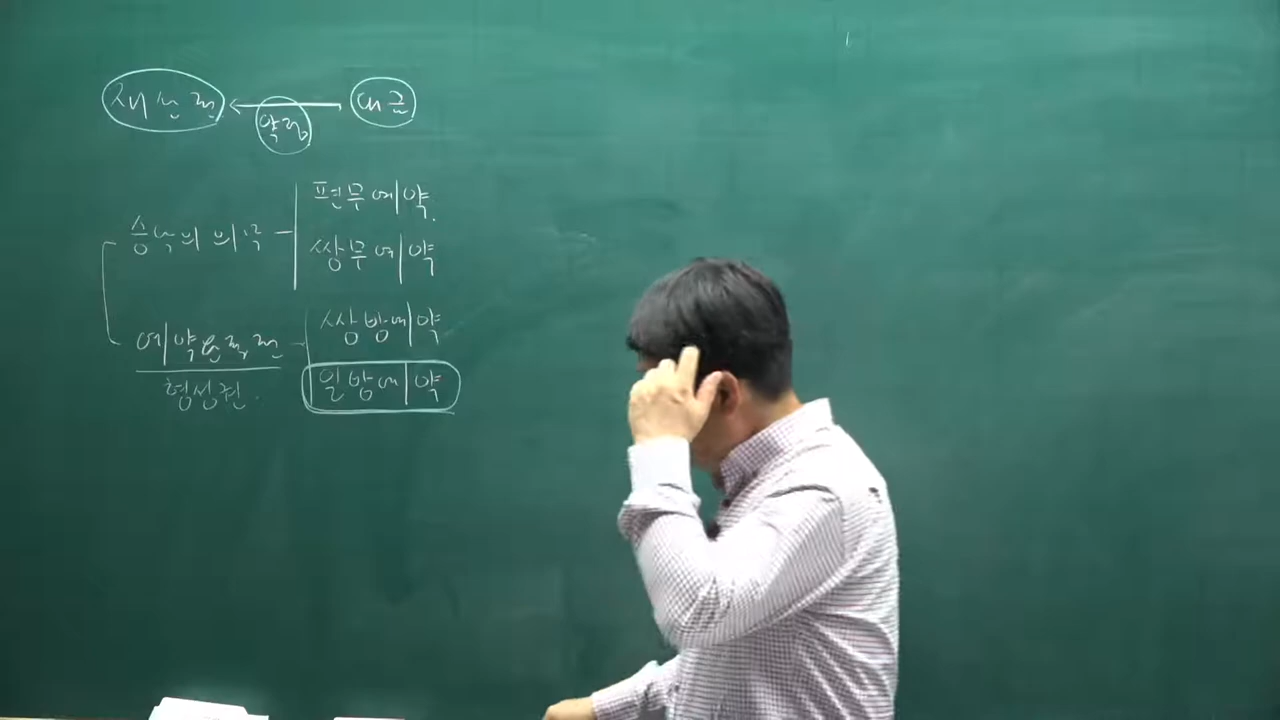 재산권 ← 대금
약정
승낙의 의무
편무예약.
쌍무예약
예약완결권
쌍방예약
형성권.
일방예약